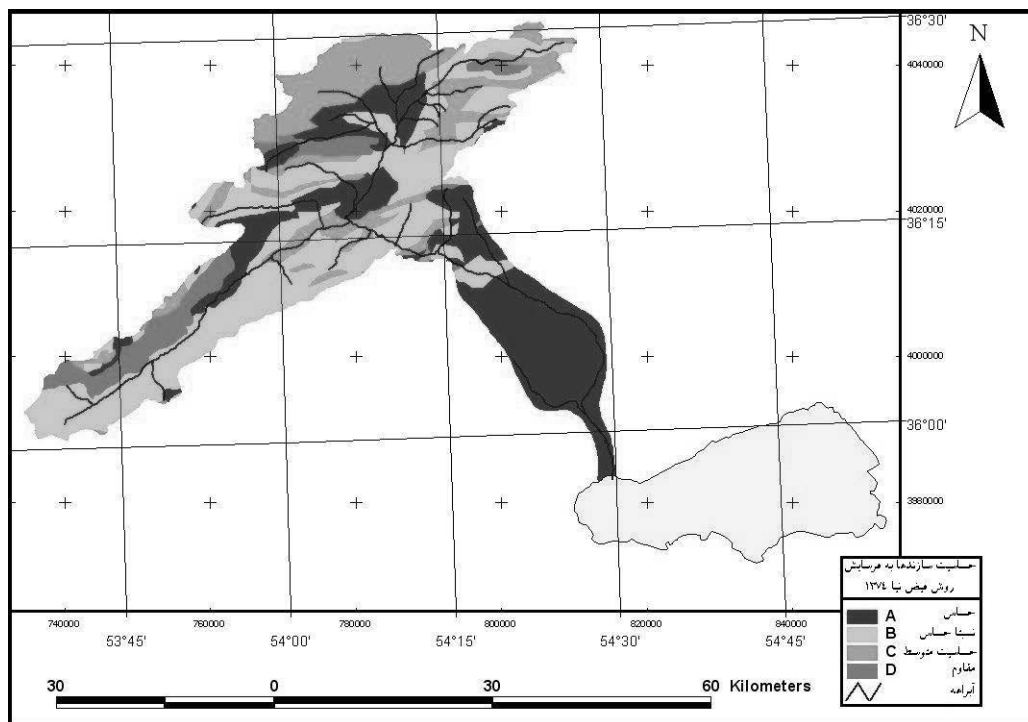 36°30'
N
4040000
4020000
36°15'
4000000
36°00'
3980000
740000 760000 780000 800000 820000 840000
53°45' 54°00' 54°15' 54°30' 54°45'
30 0 30 60 Kilometers
حساسیت سازندها به فرسایش
روش فیض نیا ١٣٧٤
A حساس
B نسبتا حساس
C حساسیت متوسط
D مقاوم
آبراهه